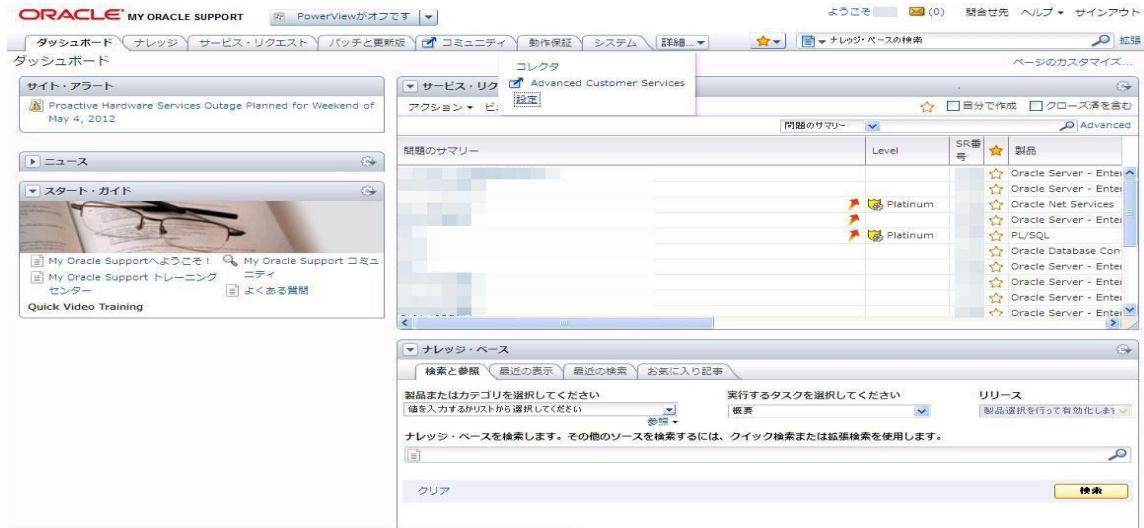 ORACLE MY ORACLE SUPPORT
PowerViewがオフです
ようこそ
(0)
問合せ先 ヘルプ サインアウト
ダッシュボード ナレッジ サービス・リクエスト パッチと更新版 コミュニティ 動作保証 システム 詳細...
ナレッジ・ベースの検索
拡張
ダッシュボード
ページのカスタマイズ...
コレクタ
Advanced Customer Services
設定
サイト・アラート
Proactive Hardware Services Outage Planned for Weekend of
May 4, 2012
ニュース
スタート・ガイド
My Oracle Supportへようこそ!
My Oracle Support トレーニング
センター
My Oracle Support コミュ
ニティ
よくある質問
Quick Video Training
サービス・リク
アクション ビ
自分で作成 クローズ済を含む
問題のサマリー
Advanced
問題のサマリー Level SR番
号
製品
Oracle Server - Enter
Oracle Server - Enter
Platinum Oracle Net Services
Oracle Server - Enter
Platinum PL/SQL
Oracle Database Con
Oracle Server - Enter
Oracle Server - Enter
Oracle Server - Enter
Oracle Server - Enter
ナレッジ・ベース
検索と参照 最近の表示 最近の検索 お気に入り記事
製品またはカテゴリを選択してください 実行するタスクを選択してください リリース
値を入力するかリストから選択してください 概要 製品選択を行って有効化しま
参照
ナレッジ・ベースを検索します。その他のソースを検索するには、クイック検索または拡張検索を使用します。
クリア 検索